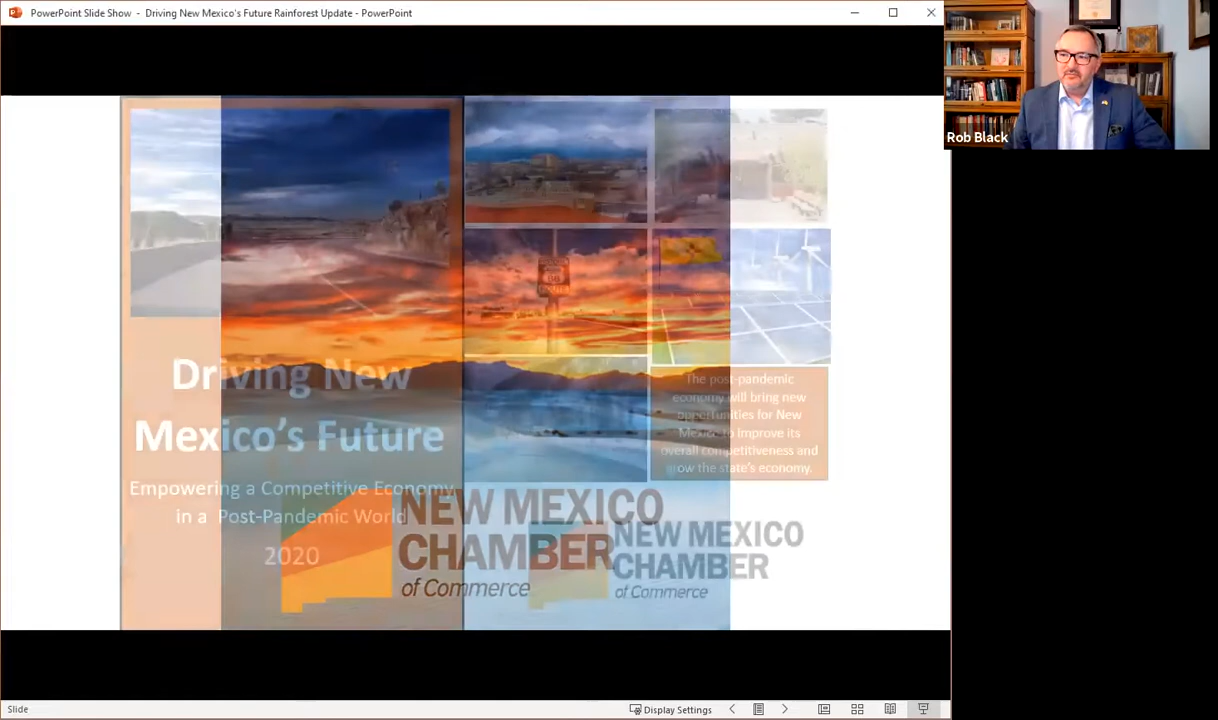 PowerPoint Slide Show - Driving New Mexico's Future Rainforest Update - PowerPoint
Rob Black
Driving New
Mexico's Future
Empowering a Competitive Economy
in a Post-Pandemic World
2020
The post-pandemic
economy will bring new
opportunities for New
Mexico to improve its
overall competitiveness and
grow the state's economy.
NEW MEXICO
CHAMBER
of Commerce
NEW MEXICO
CHAMBER
of Commerce
Slide
Display Settings